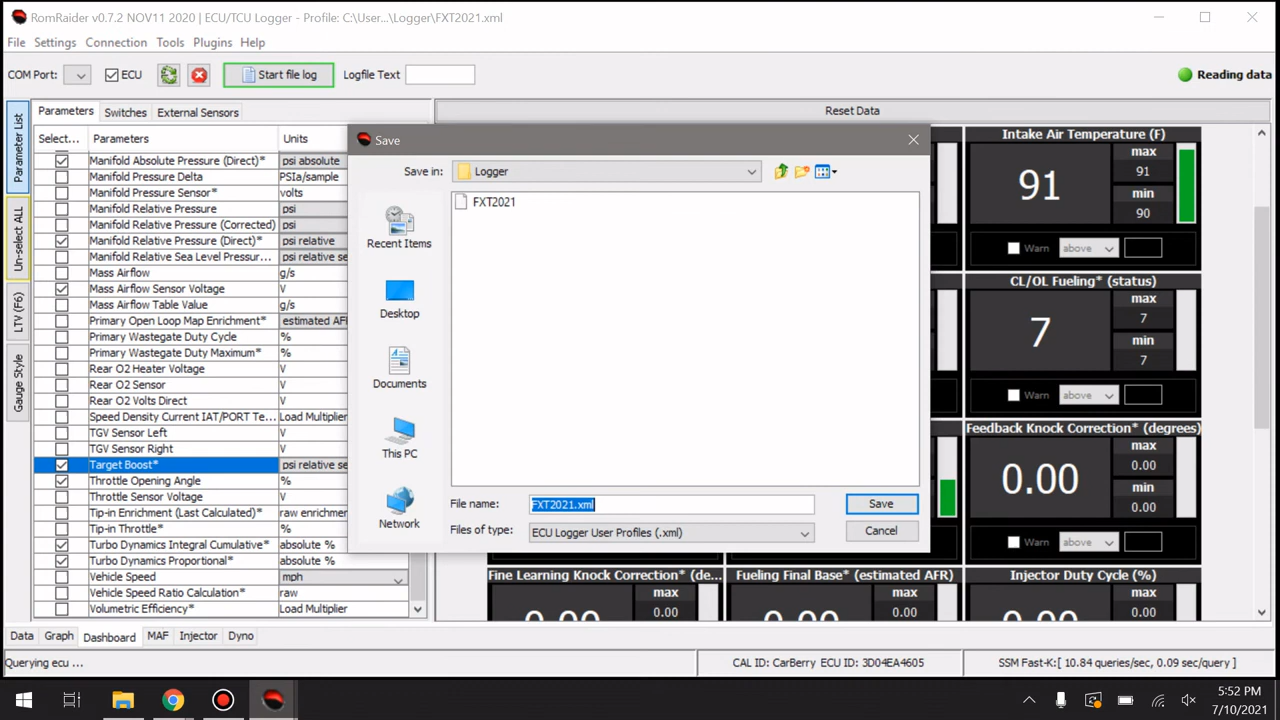 RomRaider v0.7.2 NOV11 2020 | ECU/TCU Logger - Profile: C:\User...\Logger\FXT2021.xml
File Settings Connection Tools Plugins Help
COM Port: ECU Start file log Logfile Text Reading data
Parameter List
Un-select ALL
LTV (F6)
Gauge Style
Parameters Switches External Sensors
Select... Parameters Units
Manifold Absolute Pressure (Direct)* psi absolute
Manifold Pressure Delta PSIa/sample
Manifold Pressure Sensor* volts
Manifold Relative Pressure psi
Manifold Relative Pressure (Corrected) psi
Manifold Relative Pressure (Direct)* psi relative
Manifold Relative Sea Level Pressur... psi relative se
Mass Airflow g/s
Mass Airflow Sensor Voltage V
Mass Airflow Table Value g/s
Primary Open Loop Map Enrichment* estimated AFR
Primary Wastegate Duty Cycle %
Primary Wastegate Duty Maximum* %
Rear O2 Heater Voltage V
Rear O2 Sensor V
Rear O2 Volts Direct V
Speed Density Current IAT/PORT Te... Load Multiplier
TGV Sensor Left V
TGV Sensor Right V
Target Boost* psi relative se
Throttle Opening Angle %
Throttle Sensor Voltage V
Tip-in Enrichment (Last Calculated)* raw enrichment
Tip-in Throttle* %
Turbo Dynamics Integral Cumulative* absolute %
Turbo Dynamics Proportional* absolute %
Vehicle Speed mph
Vehicle Speed Ratio Calculation* raw
Volumetric Efficiency* Load Multiplier
Reset Data
Save
Save in: Logger
FXT2021
Recent Items
Desktop
Documents
This PC
Network
File name: FXT2021.xml Save
Files of type: ECU Logger User Profiles (.xml) Cancel
Intake Air Temperature (F)
91
max
91
min
90
Warn above
CL/OL Fueling* (status)
7
max
7
min
7
Warn above
Feedback Knock Correction* (degrees)
0.00
max
0.00
min
0.00
Warn above
Fine Learning Knock Correction* (de...
0.00
max
0.00
Fueling Final Base* (estimated AFR)
0.00
max
0.00
Injector Duty Cycle (%)
0.00
max
0.00
Data Graph Dashboard MAF Injector Dyno
Querying ecu ... CAL ID: CarBerry ECU ID: 3D04EA4605 SSM Fast-K:[ 10.84 queries/sec, 0.09 sec/query ]
5:52 PM
7/10/2021